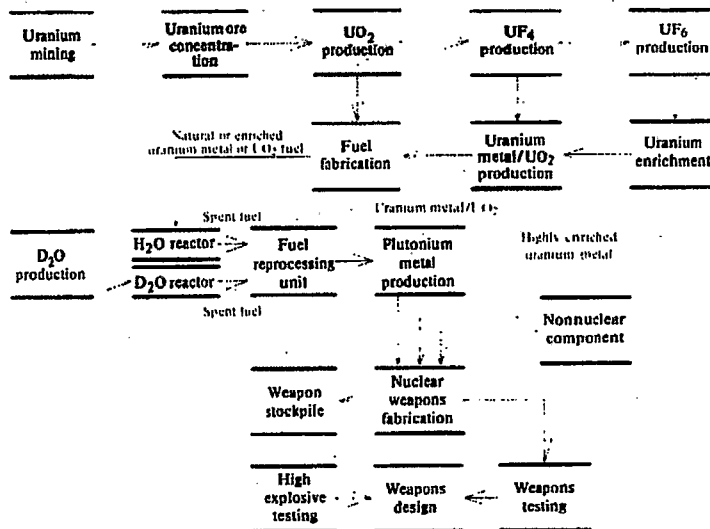 Uranium
mining
Uranium ore
concentra-
tion
UO₂
production
UF₄
production
UF₆
production
Natural or enriched
uranium metal or UO₂ fuel
Fuel
fabrication
Uranium
metal/UO₂
production
Uranium
enrichment
Spent fuel
Uranium metal/UO₂
D₂O
production
H₂O reactor
D₂O reactor
Spent fuel
Fuel
reprocessing
unit
Plutonium
metal
production
Highly enriched
uranium metal
Nonnuclear
component
Weapon
stockpile
Nuclear
weapons
fabrication
High
explosive
testing
Weapons
design
Weapons
testing